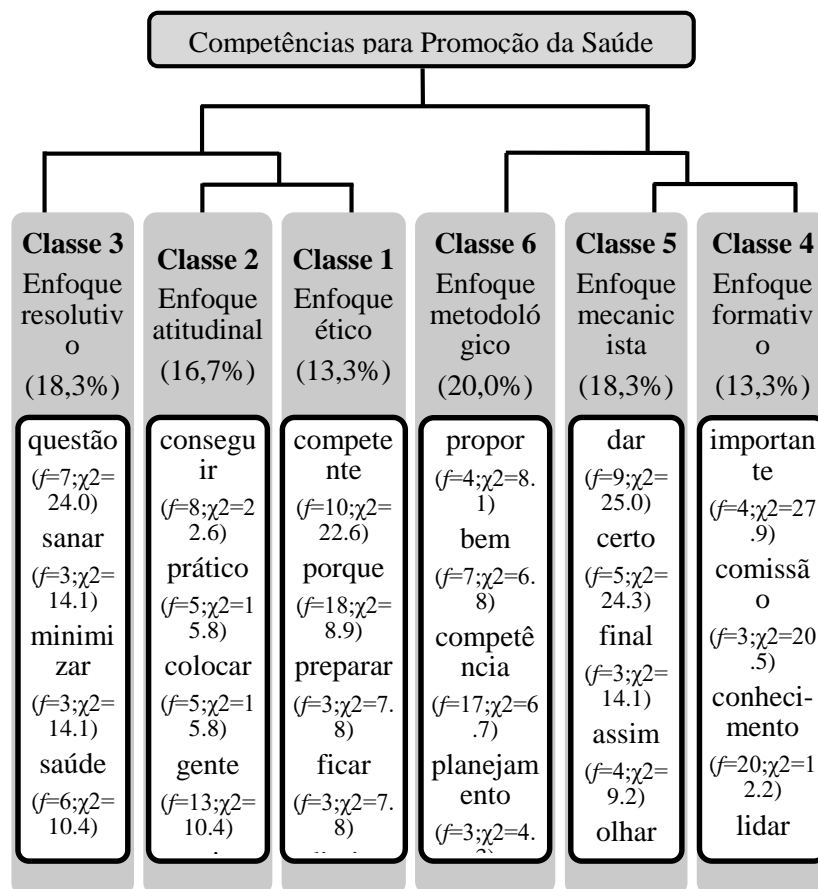 Competências para Promoção da Saúde
Classe 3
Enfoque
resolutiv
o
(18,3%)
questão
(f=7;χ2=
24.0)
sanar
(f=3;χ2=
14.1)
minimi
zar
(f=3;χ2=
14.1)
saúde
(f=6;χ2=
10.4)
Classe 2
Enfoque
atitudinal
(16,7%)
consegu
ir
(f=8;χ2=2
2.6)
prático
(f=5;χ2=1
5.8)
colocar
(f=5;χ2=1
5.8)
gente
(f=13;χ2=
10.4)
Classe 1
Enfoque
ético
(13,3%)
compete
nte
(f=10;χ2=
22.6)
porque
(f=18;χ2=
8.9)
preparar
(f=3;χ2=7.
8)
ficar
(f=3;χ2=7.
8)
Classe 6
Enfoque
metodoló
gico
(20,0%)
propor
(f=4;χ2=8.
1)
bem
(f=7;χ2=6.
8)
competê
ncia
(f=17;χ2=6
.7)
planejam
ento
(f=3;χ2=4.
Classe 5
Enfoque
mecanic
ista
(18,3%)
dar
(f=9;χ2=
25.0)
certo
(f=5;χ2=
24.3)
final
(f=3;χ2=
14.1)
assim
(f=4;χ2=
9.2)
olhar
Classe 4
Enfoque
formativ
o
(13,3%)
importan
te
(f=4;χ2=27
.9)
comissã
o
(f=3;χ2=20
.5)
conheci-
mento
(f=20;χ2=1
2.2)
lidar